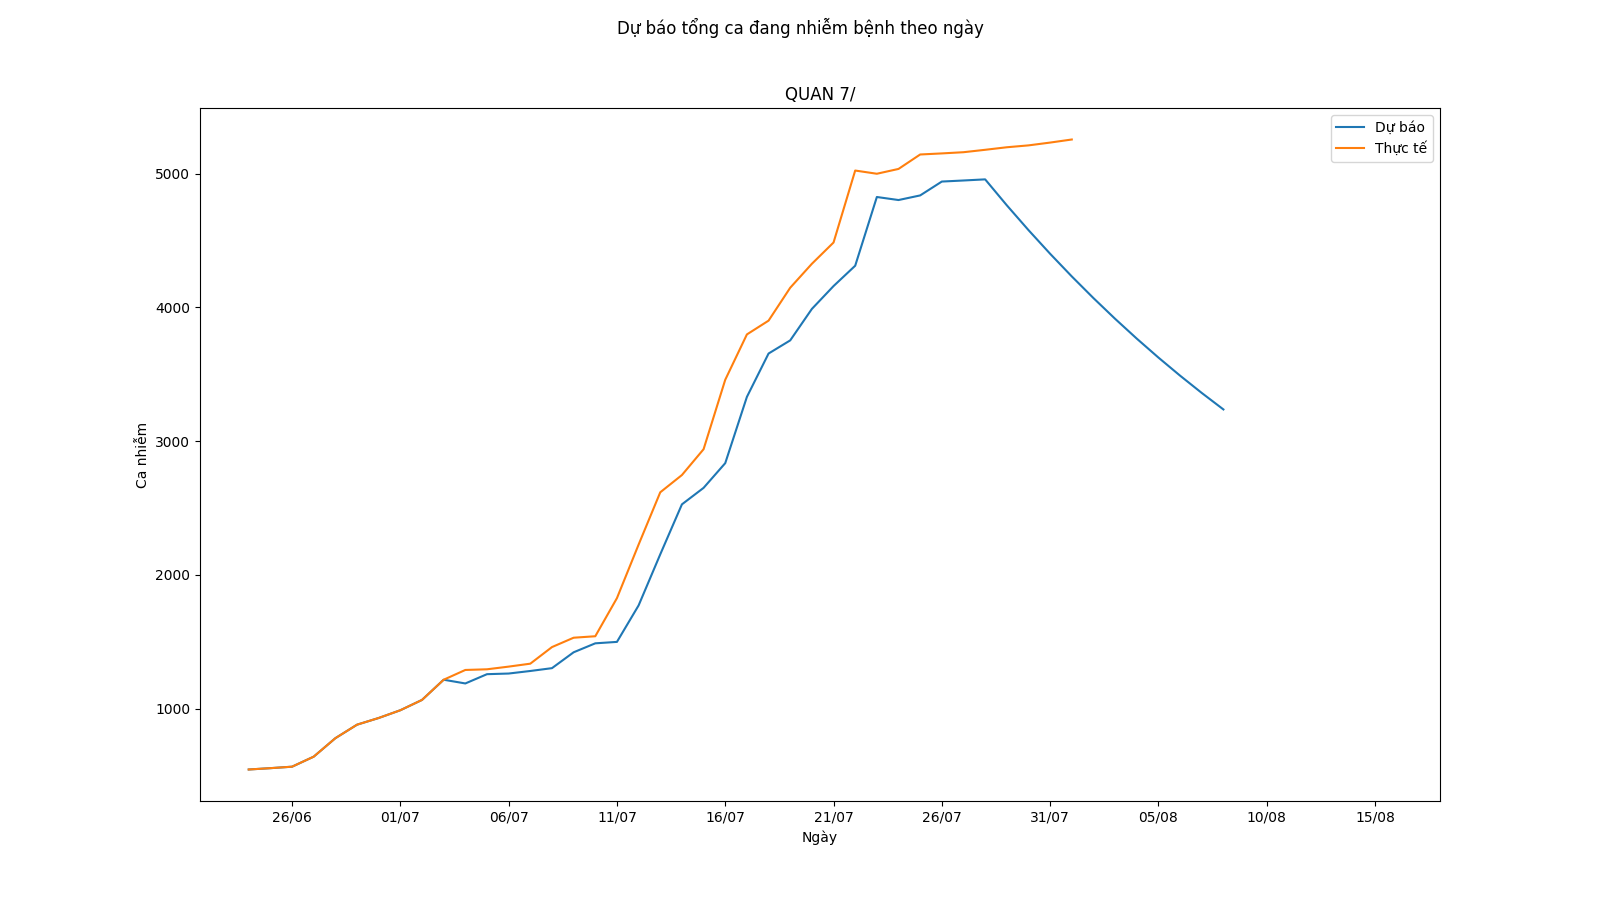 Dự báo tổng ca đang nhiễm bệnh theo ngày
QUAN 7/
Dự báo
Thực tế
5000
4000
3000
2000
1000
Ca nhiễm
26/06
01/07
06/07
11/07
16/07
21/07
26/07
31/07
05/08
10/08
15/08
Ngày